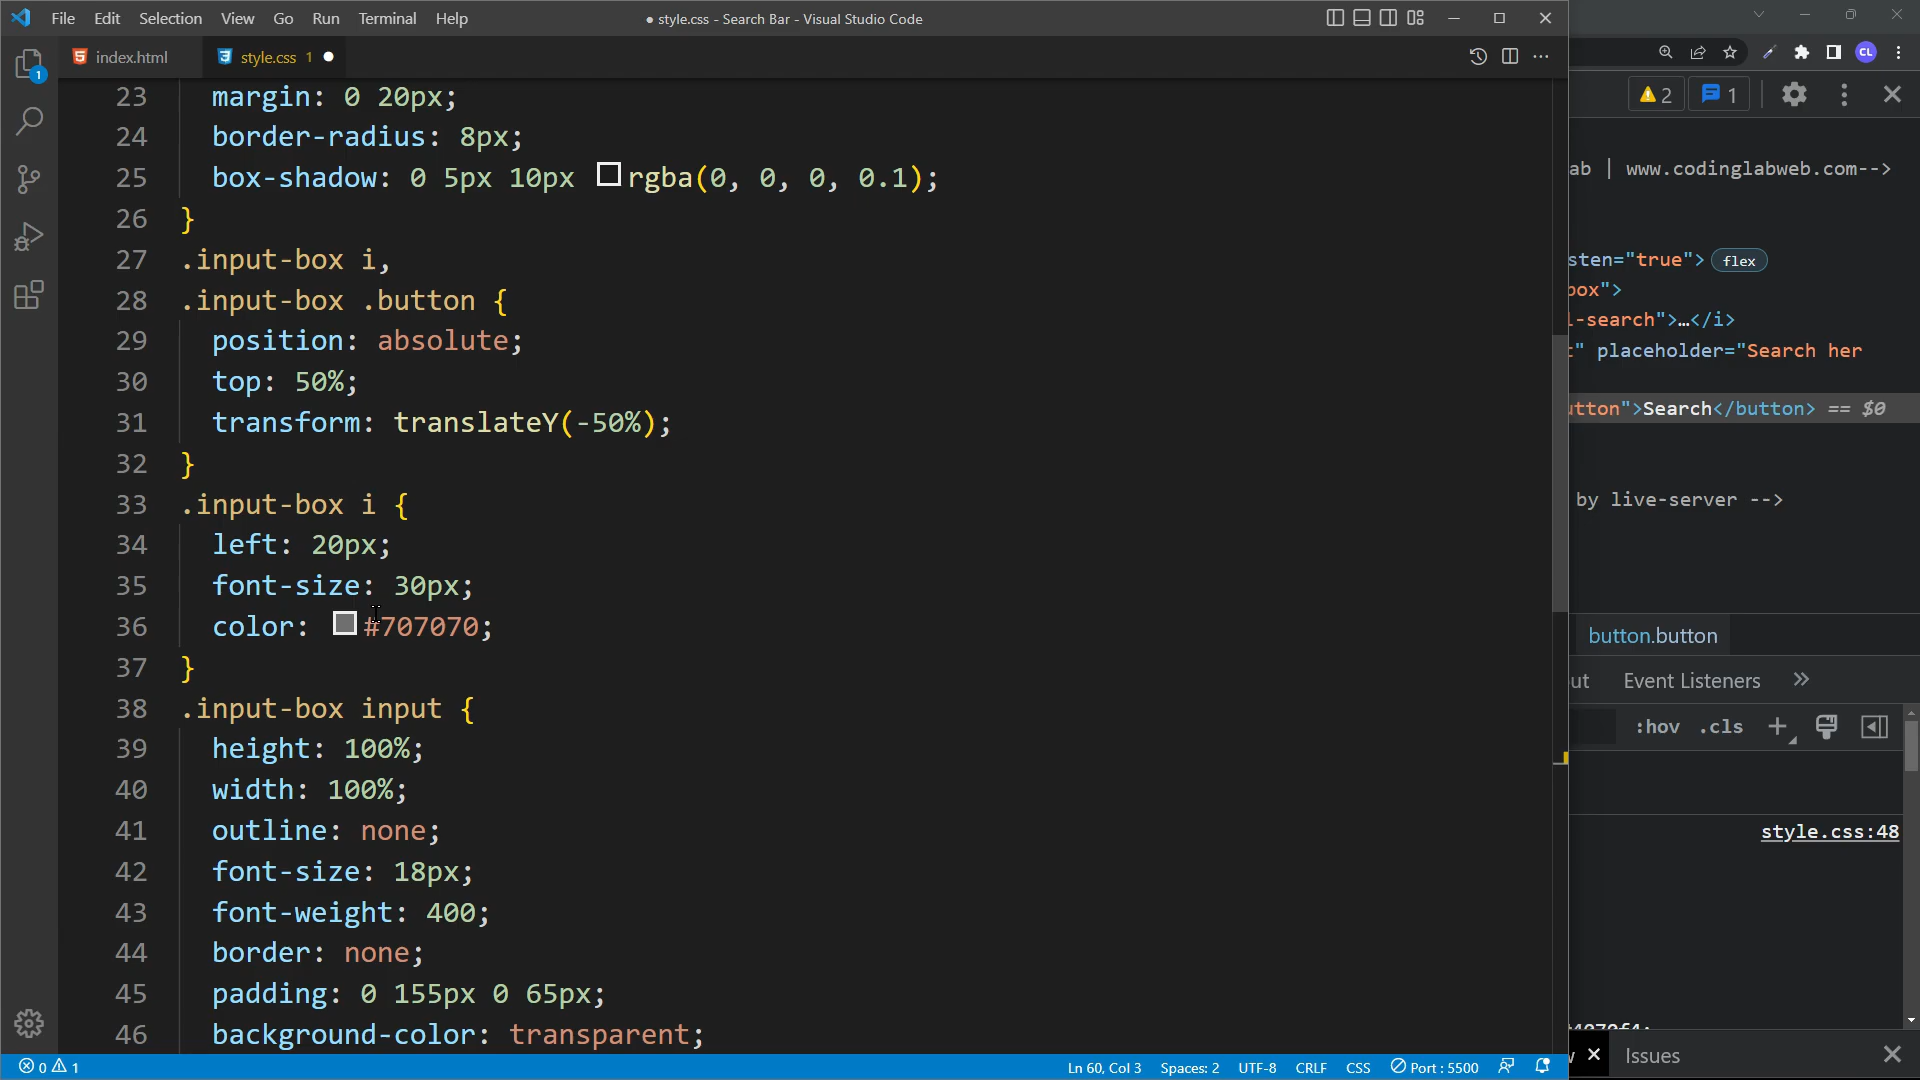 File Edit Selection View Go Run Terminal Help
● style.css - Search Bar - Visual Studio Code
index.html
style.css 1
23 margin: 0 20px;
24 border-radius: 8px;
25 box-shadow: 0 5px 10px rgba(0, 0, 0, 0.1);
26 }
27 .input-box i,
28 .input-box .button {
29 position: absolute;
30 top: 50%;
31 transform: translateY(-50%);
32 }
33 .input-box i {
34 left: 20px;
35 font-size: 30px;
36 color: #707070;
37 }
38 .input-box input {
39 height: 100%;
40 width: 100%;
41 outline: none;
42 font-size: 18px;
43 font-weight: 400;
44 border: none;
45 padding: 0 155px 0 65px;
46 background-color: transparent;
1
0 1
Ln 60, Col 3 Spaces: 2 UTF-8 CRLF CSS Port : 5500
CL
2 1
ab | www.codinglabweb.com-->
sten="true"> flex
box">
l-search">…</i>
t" placeholder="Search her
utton">Search</button> == $0
by live-server -->
button.button
ut Event Listeners »
:hov .cls
style.css:48
Issues